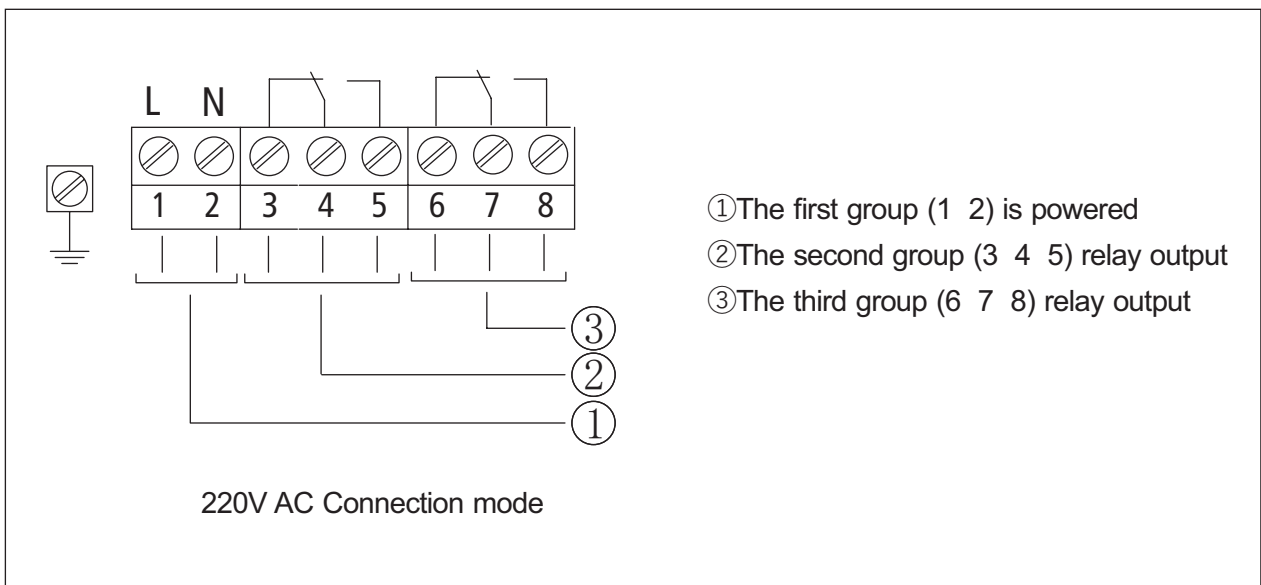 L N
1 2 3 4 5 6 7 8
①The first group (1 2) is powered
②The second group (3 4 5) relay output
③The third group (6 7 8) relay output
③
②
①
220V AC Connection mode